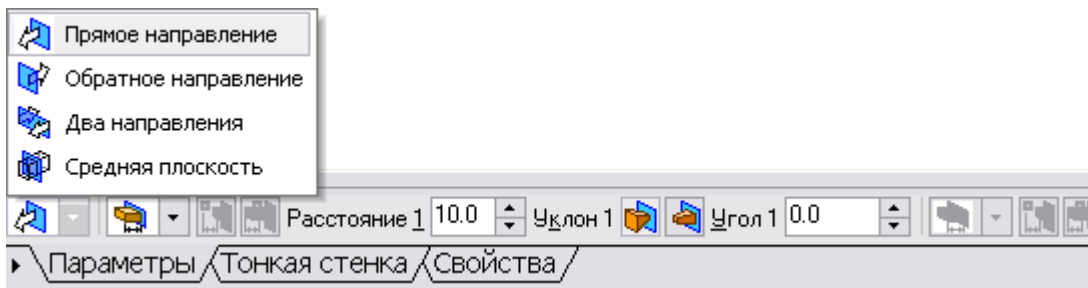 Прямое направление
Обратное направление
Два направления
Средняя плоскость
Расстояние 1 10.0 Уклон 1 Угол 1 0.0
Параметры Тонкая стенка Свойства